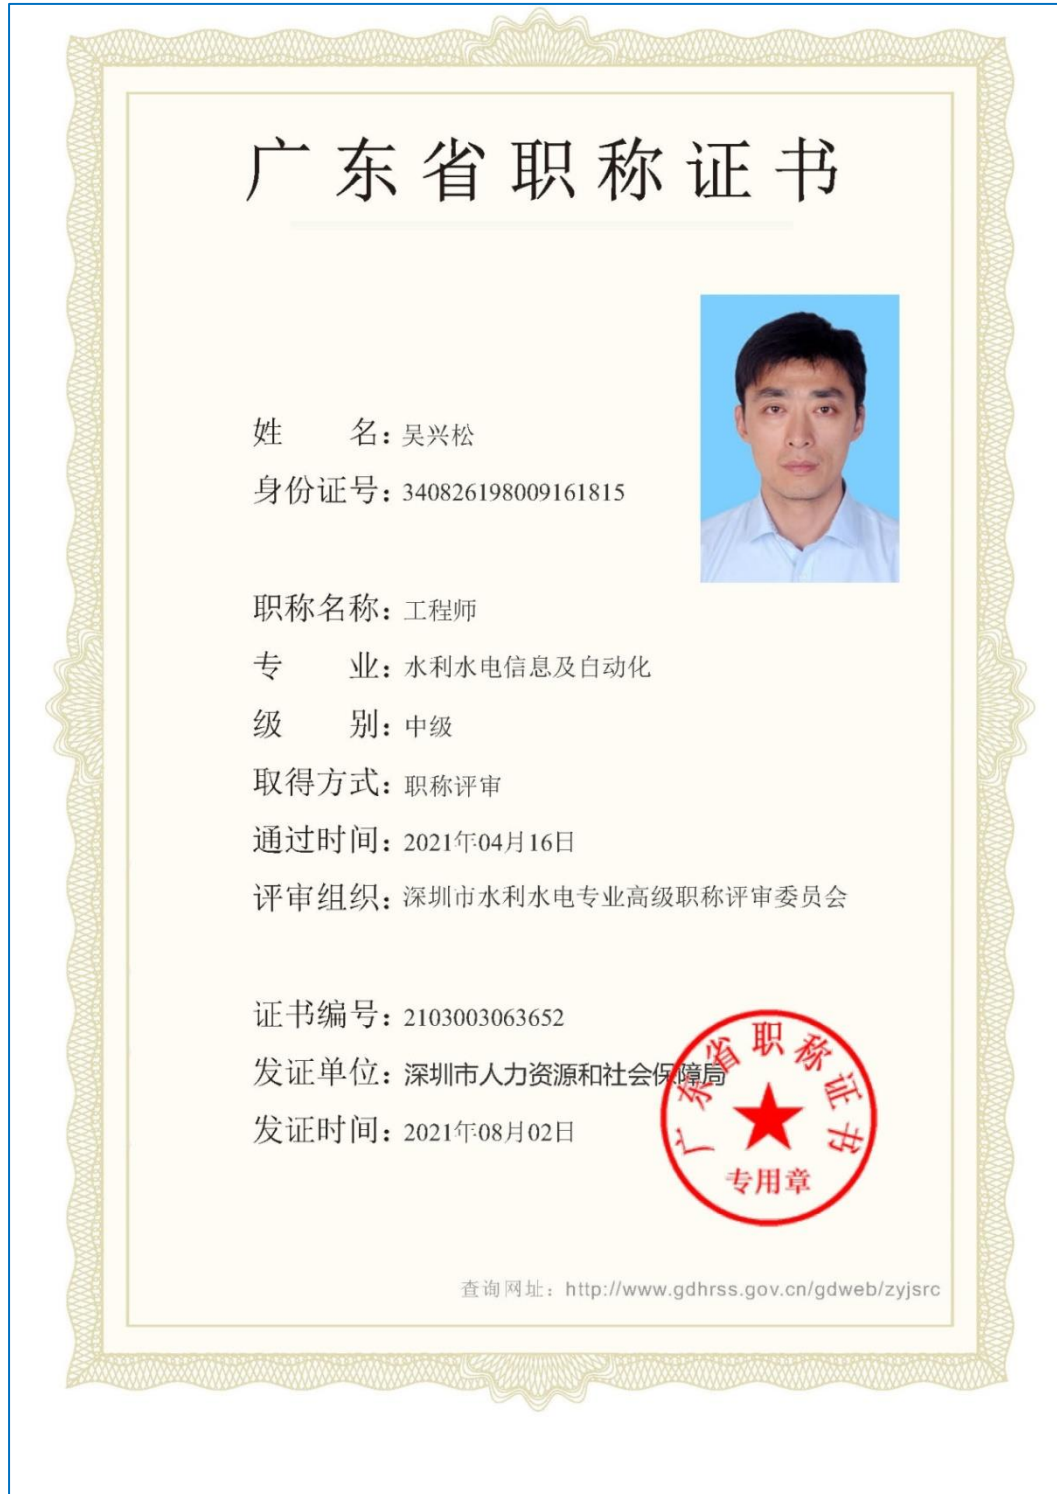 广东省职称证书
姓 名：吴兴松
身份证号：340826198009161815
职称名称：工程师
专 业：水利水电信息及自动化
级 别：中级
取得方式：职称评审
通过时间：2021年04月16日
评审组织：深圳市水利水电专业高级职称评审委员会
证书编号：2103003063652
发证单位：深圳市人力资源和社会保障局
发证时间：2021年08月02日
广东省职称证书
专用章
查询网址：http://www.gdhrss.gov.cn/gdweb/zyjsrc